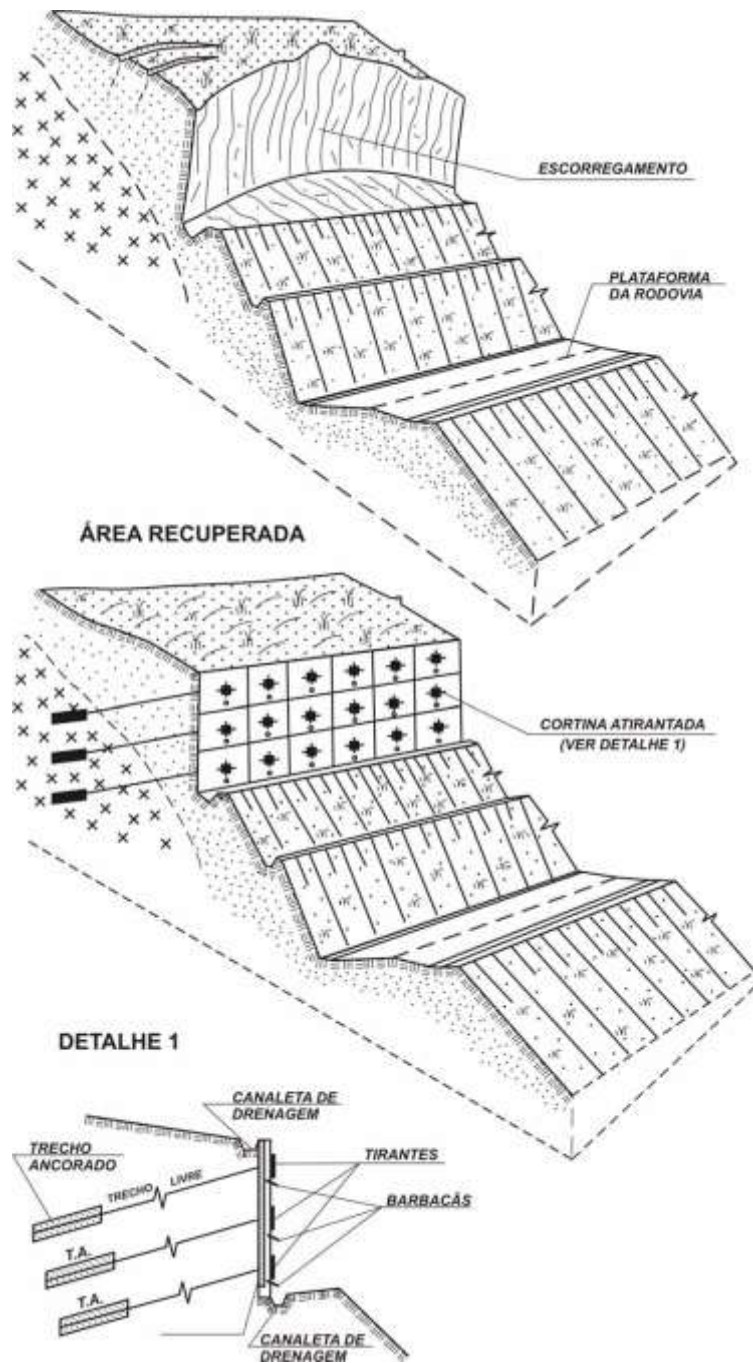 ESCORREGAMENTO
PLATAFORMA
DA RODOVIA
ÁREA RECUPERADA
CORTINA ATIRANTADA
(VER DETALHE 1)
DETALHE 1
CANALETA DE
DRENAGEM
TRECHO
ANCORADO
TRECHO LIVRE
TIRANTES
BARBACÃS
T.A.
T.A.
CANALETA DE
DRENAGEM